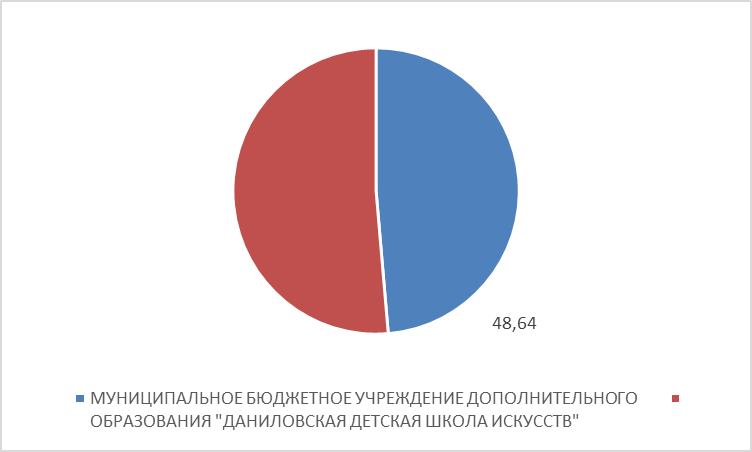 48,64
МУНИЦИПАЛЬНОЕ БЮДЖЕТНОЕ УЧРЕЖДЕНИЕ ДОПОЛНИТЕЛЬНОГО
ОБРАЗОВАНИЯ "ДАНИЛОВСКАЯ ДЕТСКАЯ ШКОЛА ИСКУССТВ"